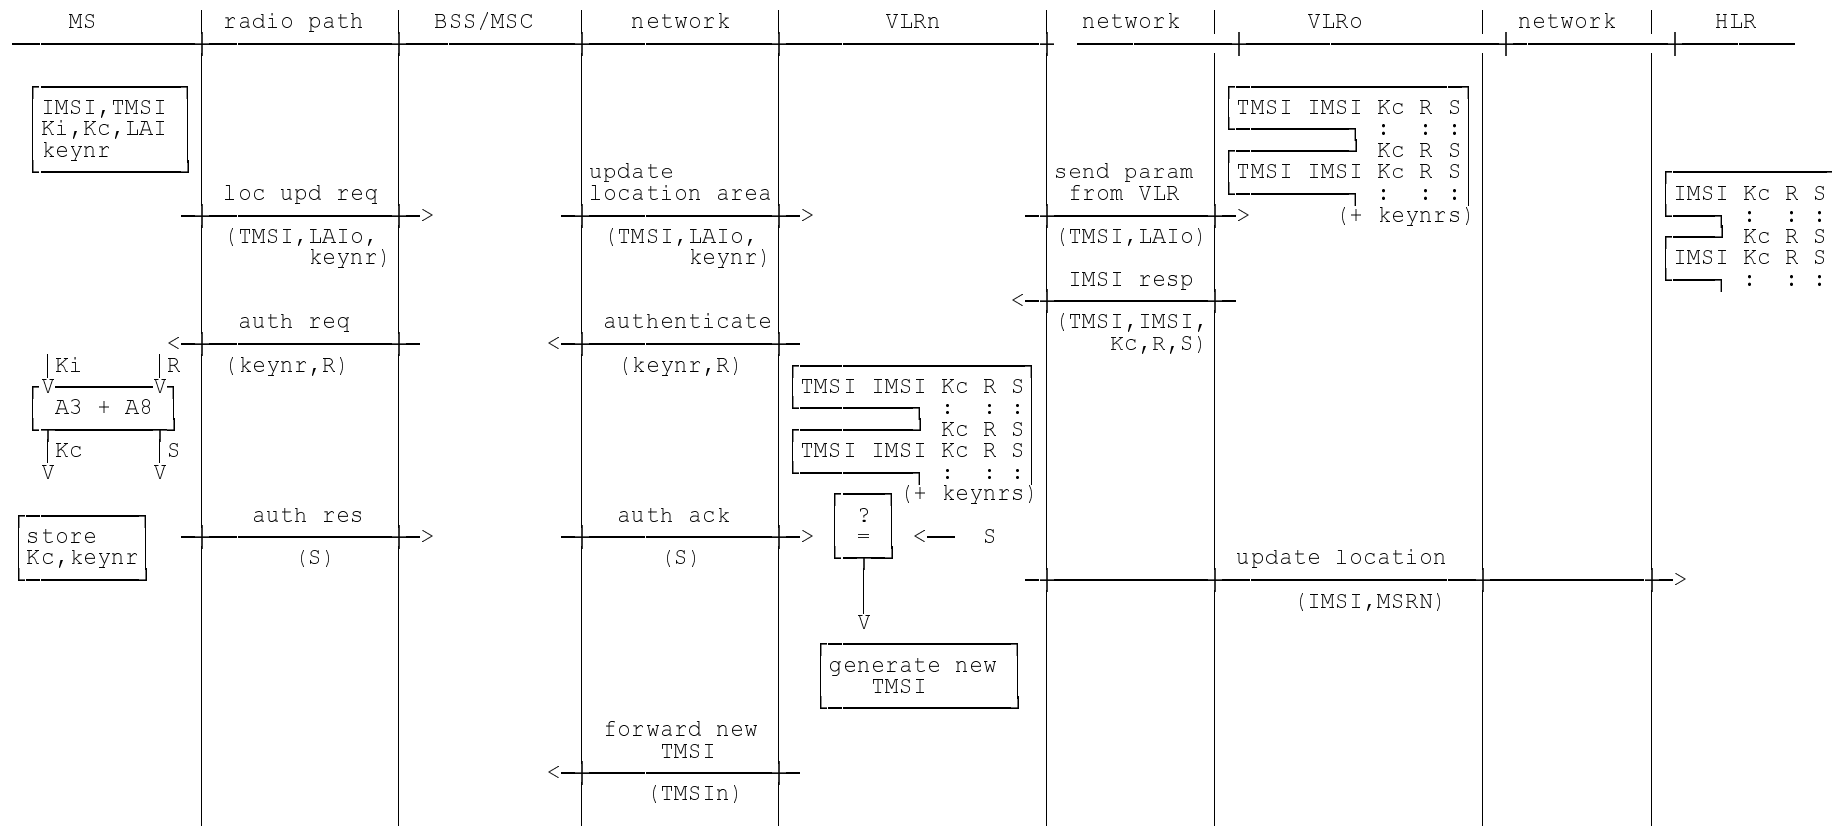 MS radio path BSS/MSC network VLRn network VLRo network HLR
IMSI,TMSI TMSI IMSI Kc R S
Ki,Kc,LAI : : :
keynr Kc R S
update send param TMSI IMSI Kc R S
loc upd req location area from VLR : : : IMSI Kc R S
> > > (+ keynrs) : : :
(TMSI,LAIo, (TMSI,LAIo, (TMSI,LAIo) Kc R S
keynr) keynr) IMSI Kc R S
IMSI resp : : :
<
auth req authenticate (TMSI,IMSI,
< < Kc,R,S)
Ki R (keynr,R) (keynr,R)
V V TMSI IMSI Kc R S
A3 + A8 : : :
Kc R S
Kc S TMSI IMSI Kc R S
V V : : :
(+ keynrs)
auth res auth ack ?
store > > = < S
Kc,keynr (S) (S) update location
>
(IMSI,MSRN)
V
generate new
TMSI
forward new
TMSI
<
(TMSIn)